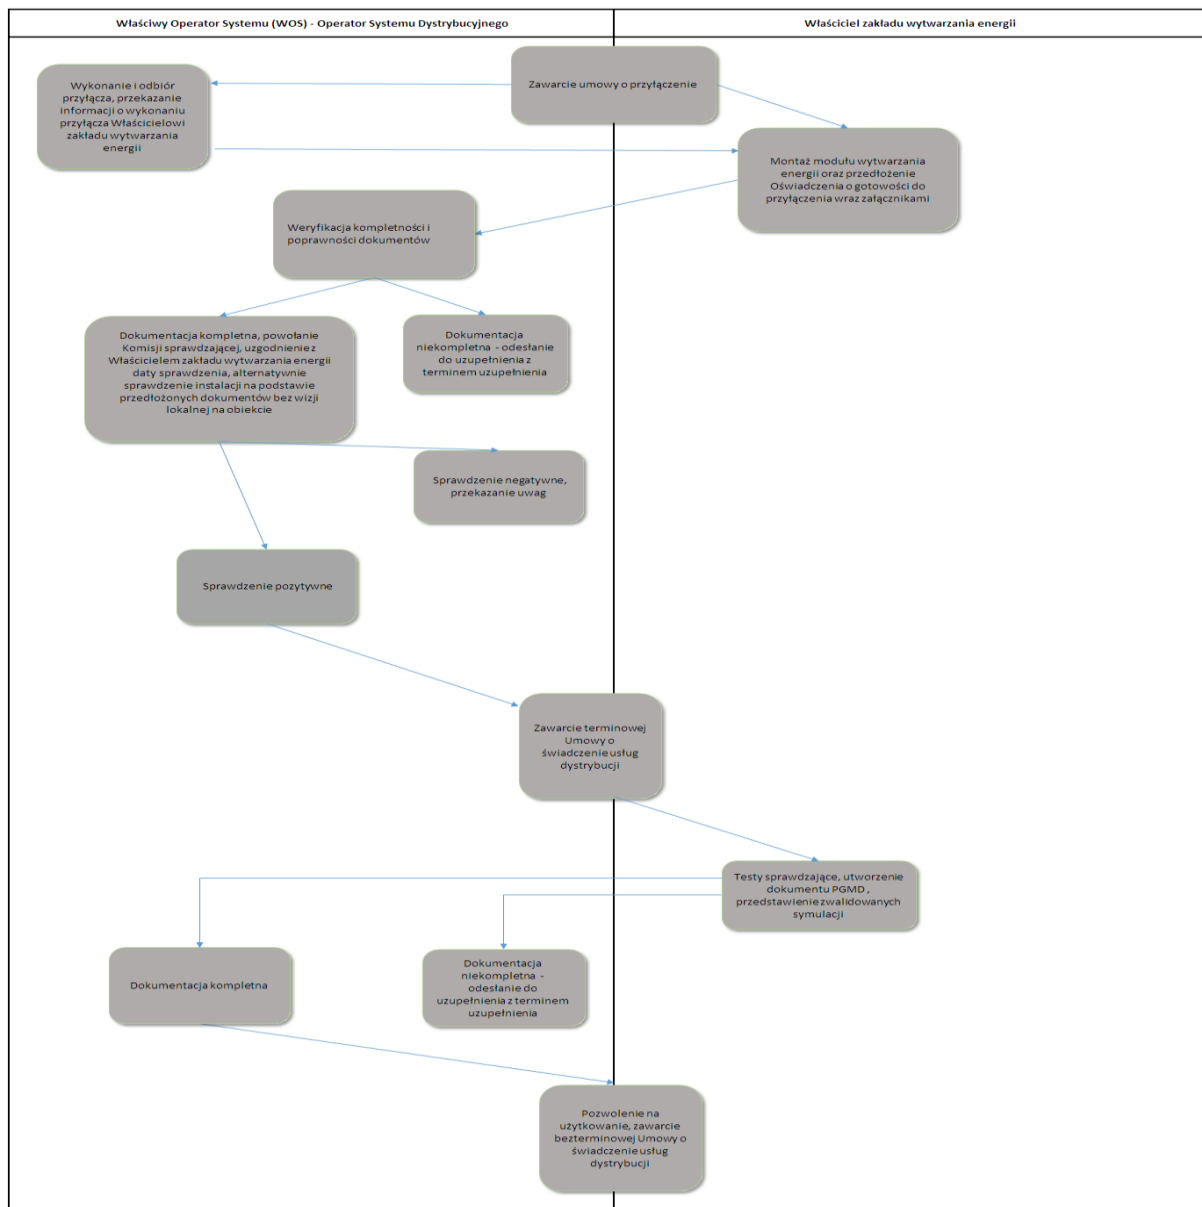 Właściwy Operator Systemu (WOS) - Operator Systemu Dystrybucyjnego
Właściciel zakładu wytwarzania energii
Zawarcie umowy o przyłączenie
Wykonanie i odbiór
przyłącza, przekazanie
informacji o wykonaniu
przyłącza Właścicielowi
zakładu wytwarzania
energii
Montaż modułu wytwarzania
energii oraz przedłożenie
Oświadczenia o gotowości do
przyłączenia wraz załącznikami
Weryfikacja kompletności i
poprawności dokumentów
Dokumentacja kompletna, powołanie
Komisji sprawdzającej, uzgodnienie z
Właścicielem zakładu wytwarzania energii
daty sprawdzenia, alternatywnie
sprawdzenie instalacji na podstawie
przedłożonych dokumentów bez wizji
lokalnej na obiekcie
Dokumentacja
niekompletna - odesłanie
do uzupełnienia z
terminem uzupełnienia
Sprawdzenie negatywne,
przekazanie uwag
Sprawdzenie pozytywne
Zawarcie terminowej
Umowy o
świadczenie usług
dystrybucji
Testy sprawdzające, utworzenie
dokumentu PGMD ,
przedstawienie zwalidowanych
symulacji
Dokumentacja kompletna
Dokumentacja
niekompletna -
odesłanie do
uzupełnienia z terminem
uzupełnienia
Pozwolenie na
użytkowanie, zawarcie
bezterminowej Umowy o
świadczenie usług
dystrybucji